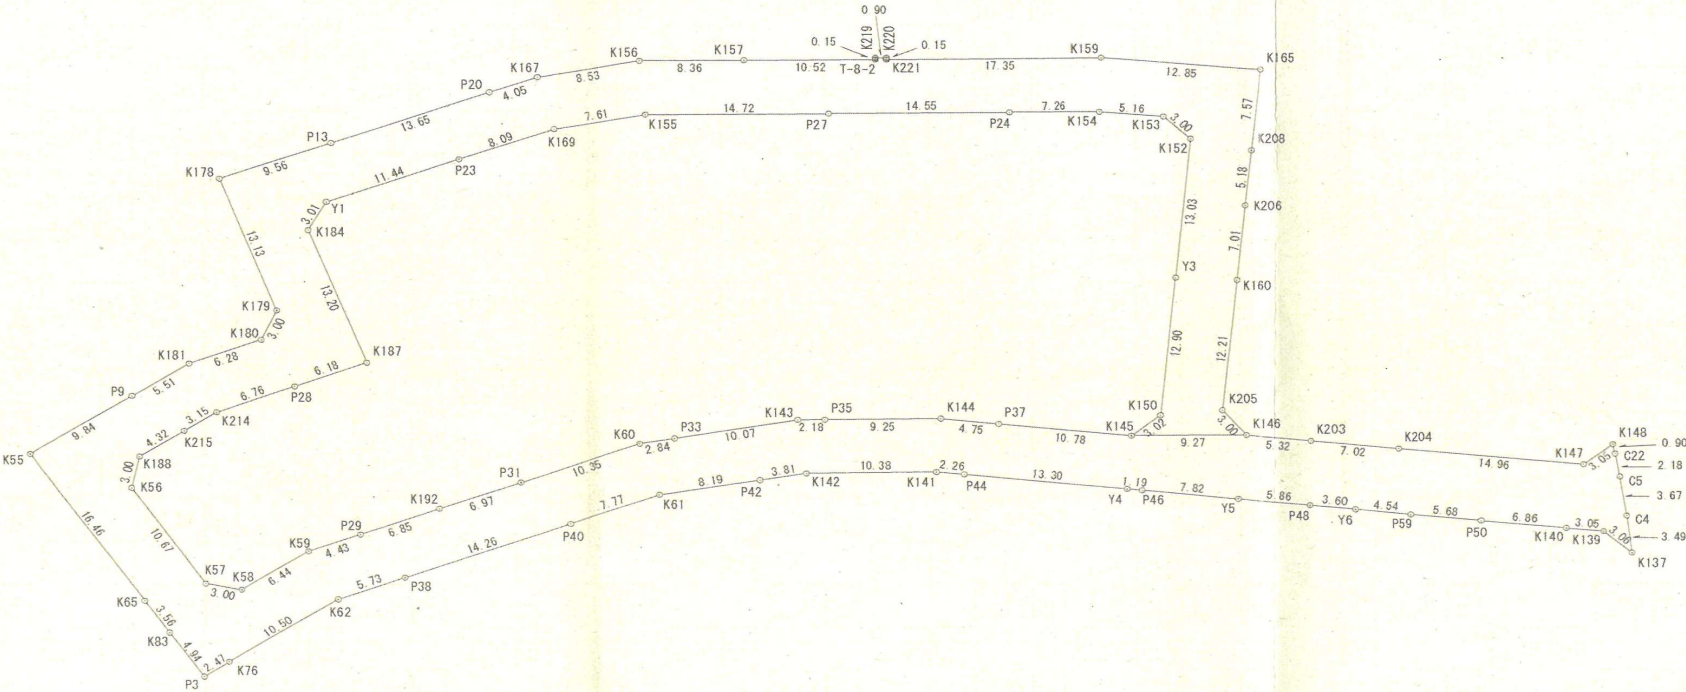 0.90
0.15
K219
K220
0.15
K156
K157
T-8-2
K221
K159
K165
K167
8.53
8.36
10.52
17.35
12.85
P20
4.05
13.65
P13
9.56
K178
7.57
K208
5.18
K206
7.01
K160
12.21
K205
3.00
K146
K155
14.72
P27
14.55
P24
7.26
K154
5.16
K153
3.00
K152
7.61
K169
8.09
P23
11.44
Y1
3.01
K184
13.13
13.20
13.03
Y3
12.90
K150
3.02
K145
9.27
K179
3.00
K180
6.28
K181
5.51
P9
9.84
K55
K187
6.18
P28
6.76
K214
3.15
K215
4.32
K188
3.00
K56
10.67
K57
3.00
K58
6.44
K59
4.43
P29
6.85
K192
6.97
P31
10.35
K60
2.84
P33
10.07
K143
2.18
P35
9.25
K144
4.75
P37
10.78
5.32
K203
7.02
K204
14.96
K147
3.05
K148
0.90
C22
2.18
C5
3.67
C4
3.49
K137
16.46
K65
3.56
K83
4.94
P3
2.47
K76
10.50
K62
5.73
P38
14.26
P40
7.77
K61
8.19
P42
3.81
K142
10.38
K141
2.26
P44
13.30
Y4
1.19
P46
7.82
Y5
5.86
P48
3.60
Y6
4.54
P59
5.68
P50
6.86
K140
3.05
K139
3.06